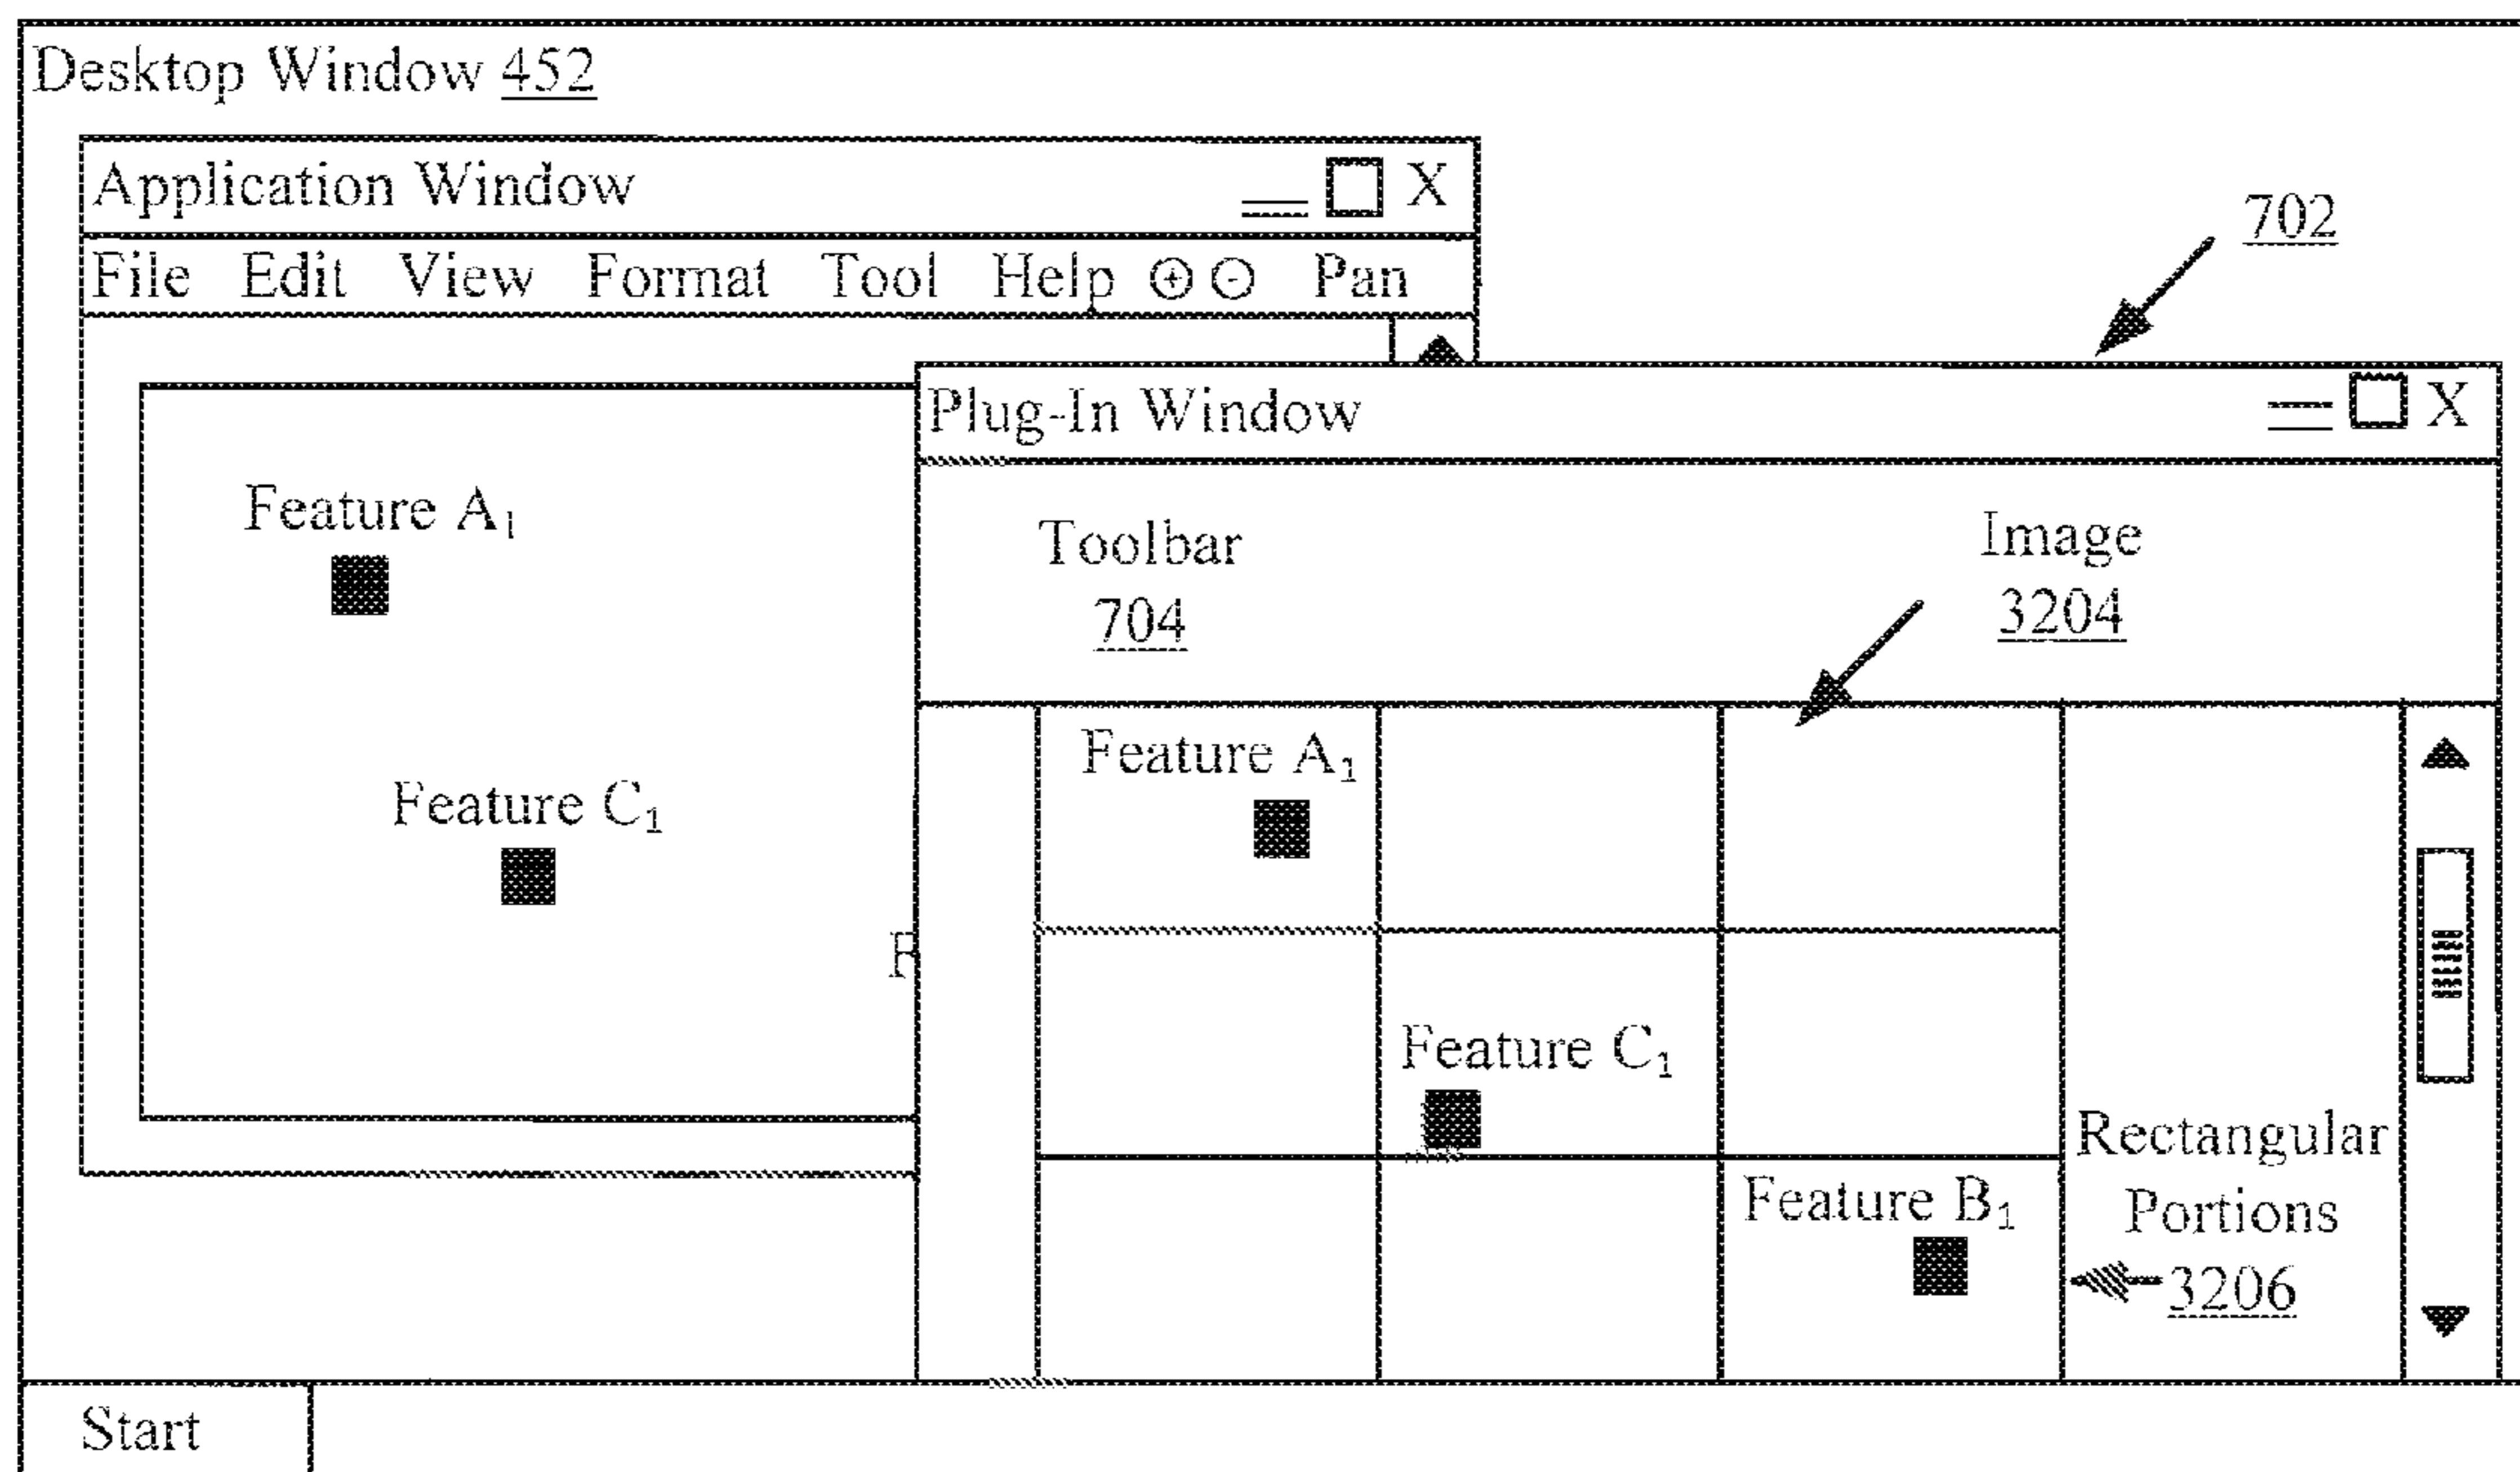 Desktop Window 452
Application Window X
File Edit View Format Tool Help + - Pan
702
Plug-In Window X
Feature A₁
Toolbar
704
Image
3204
Feature C₁
Feature A₁
Feature C₁
Feature B₁
Rectangular
Portions
3206
Start